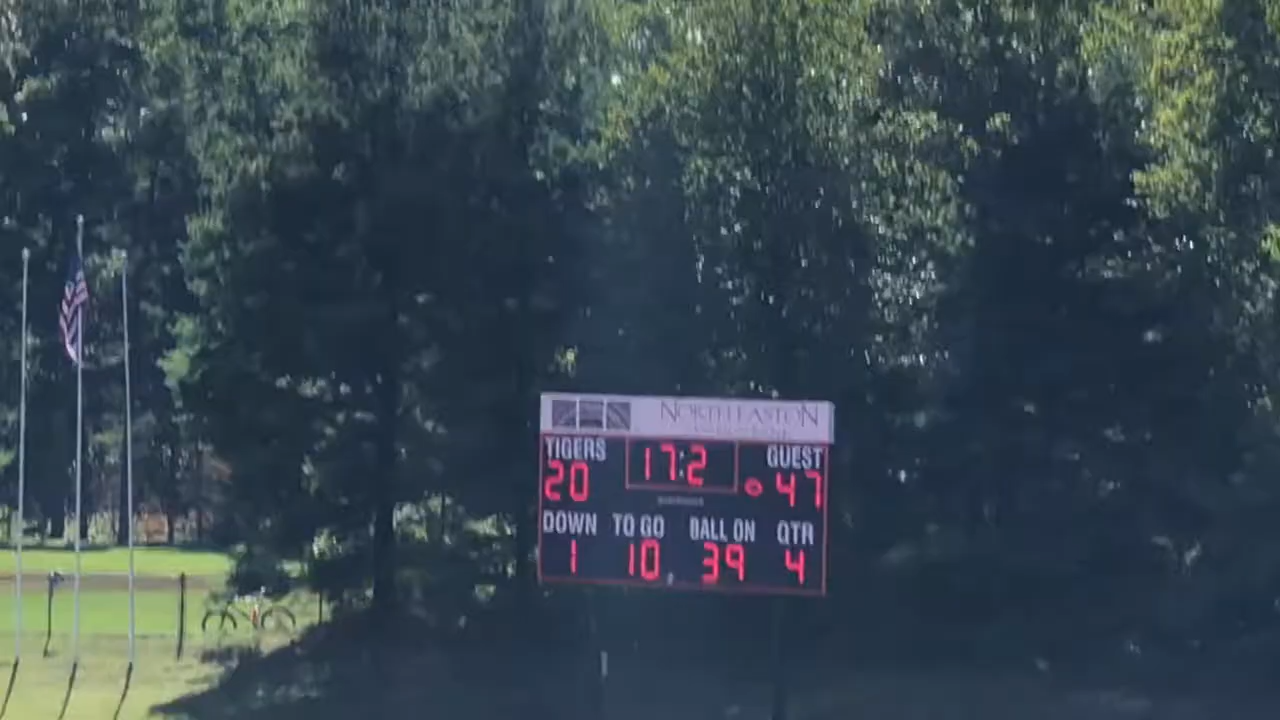 NORTH EASTON
TIGERS 17:2 GUEST
20 47
DOWN TO GO BALL ON QTR
1 10 39 4